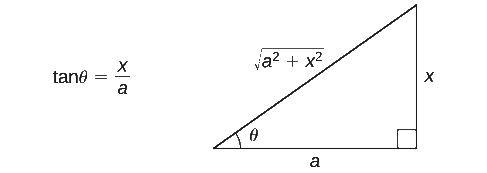 tanθ = x/a
√(a² + x²)
x
θ
a